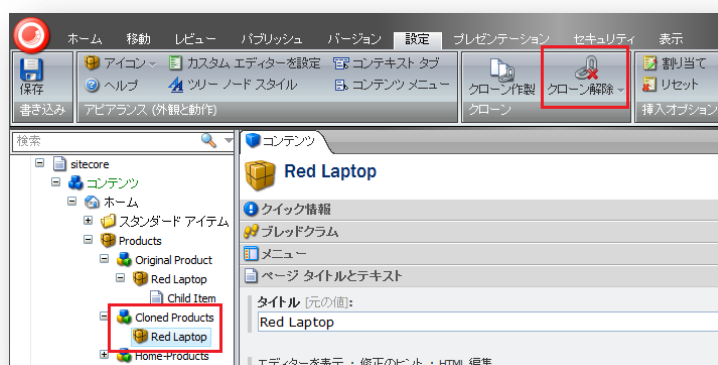 ホーム 移動 レビュー パブリッシュ バージョン 設定 プレゼンテーション セキュリティ 表示
アイコン カスタム エディターを設定 コンテキスト タブ 割り当て
保存 ヘルプ ツリー ノード スタイル コンテンツ メニュー クローン作製 クローン解除 リセット
書き込み アピアランス (外観と動作) クローン 挿入オプション
検索 コンテンツ
sitecore
コンテンツ
ホーム
スタンダード アイテム
Products
Original Product
Red Laptop
Child Item
Cloned Products
Red Laptop
Home-Products
Red Laptop
クイック情報
ブレッドクラム
メニュー
ページ タイトルとテキスト
タイトル [元の値]:
Red Laptop
エディターを表示 ・ 修正のヒント ・ HTML 編集